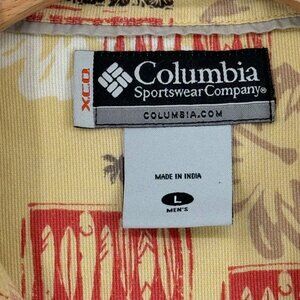 Columbia
Sportswear Company®
COLUMBIA.COM
XCO
MADE IN INDIA
L
MEN'S